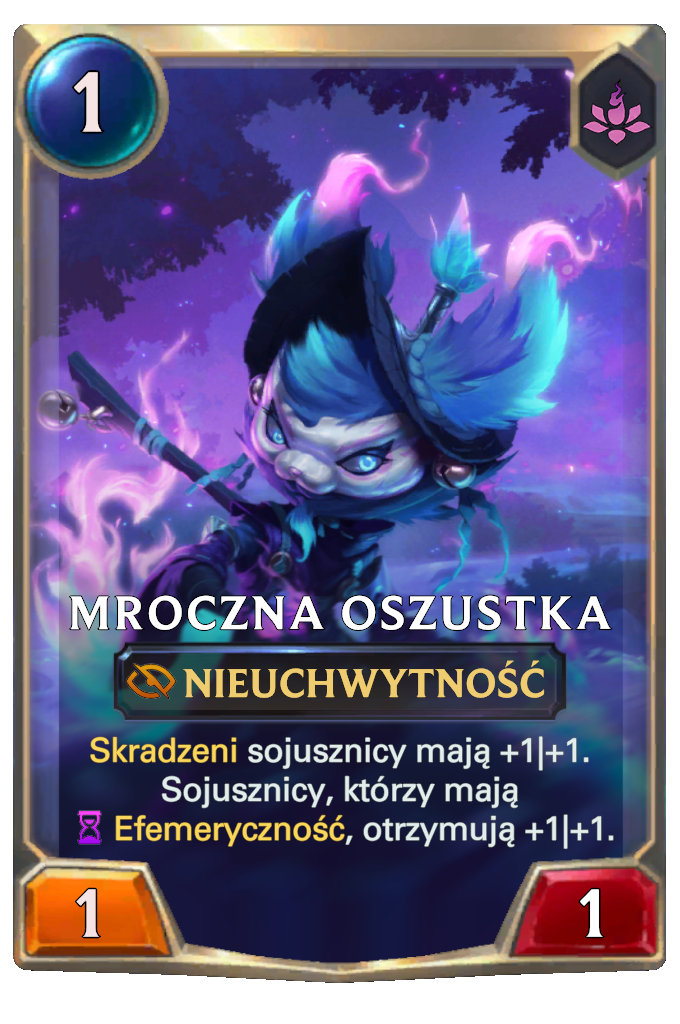 1
MROCZNA OSZUSTKA
NIEUCHWYTNOŚĆ
Skradzeni sojusznicy mają +1|+1.
Sojusznicy, którzy mają
Efemeryczność, otrzymują +1|+1.
1
1